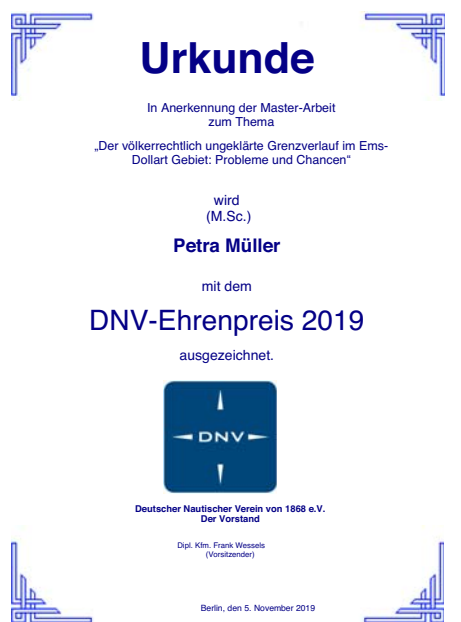 Urkunde
In Anerkennung der Master-Arbeit
zum Thema
„Der völkerrechtlich ungeklärte Grenzverlauf im Ems-
Dollart Gebiet: Probleme und Chancen“
wird
(M.Sc.)
Petra Müller
mit dem
DNV-Ehrenpreis 2019
ausgezeichnet.
DNV
Deutscher Nautischer Verein von 1868 e.V.
Der Vorstand
Dipl. Kfm. Frank Wessels
(Vorsitzender)
Berlin, den 5. November 2019